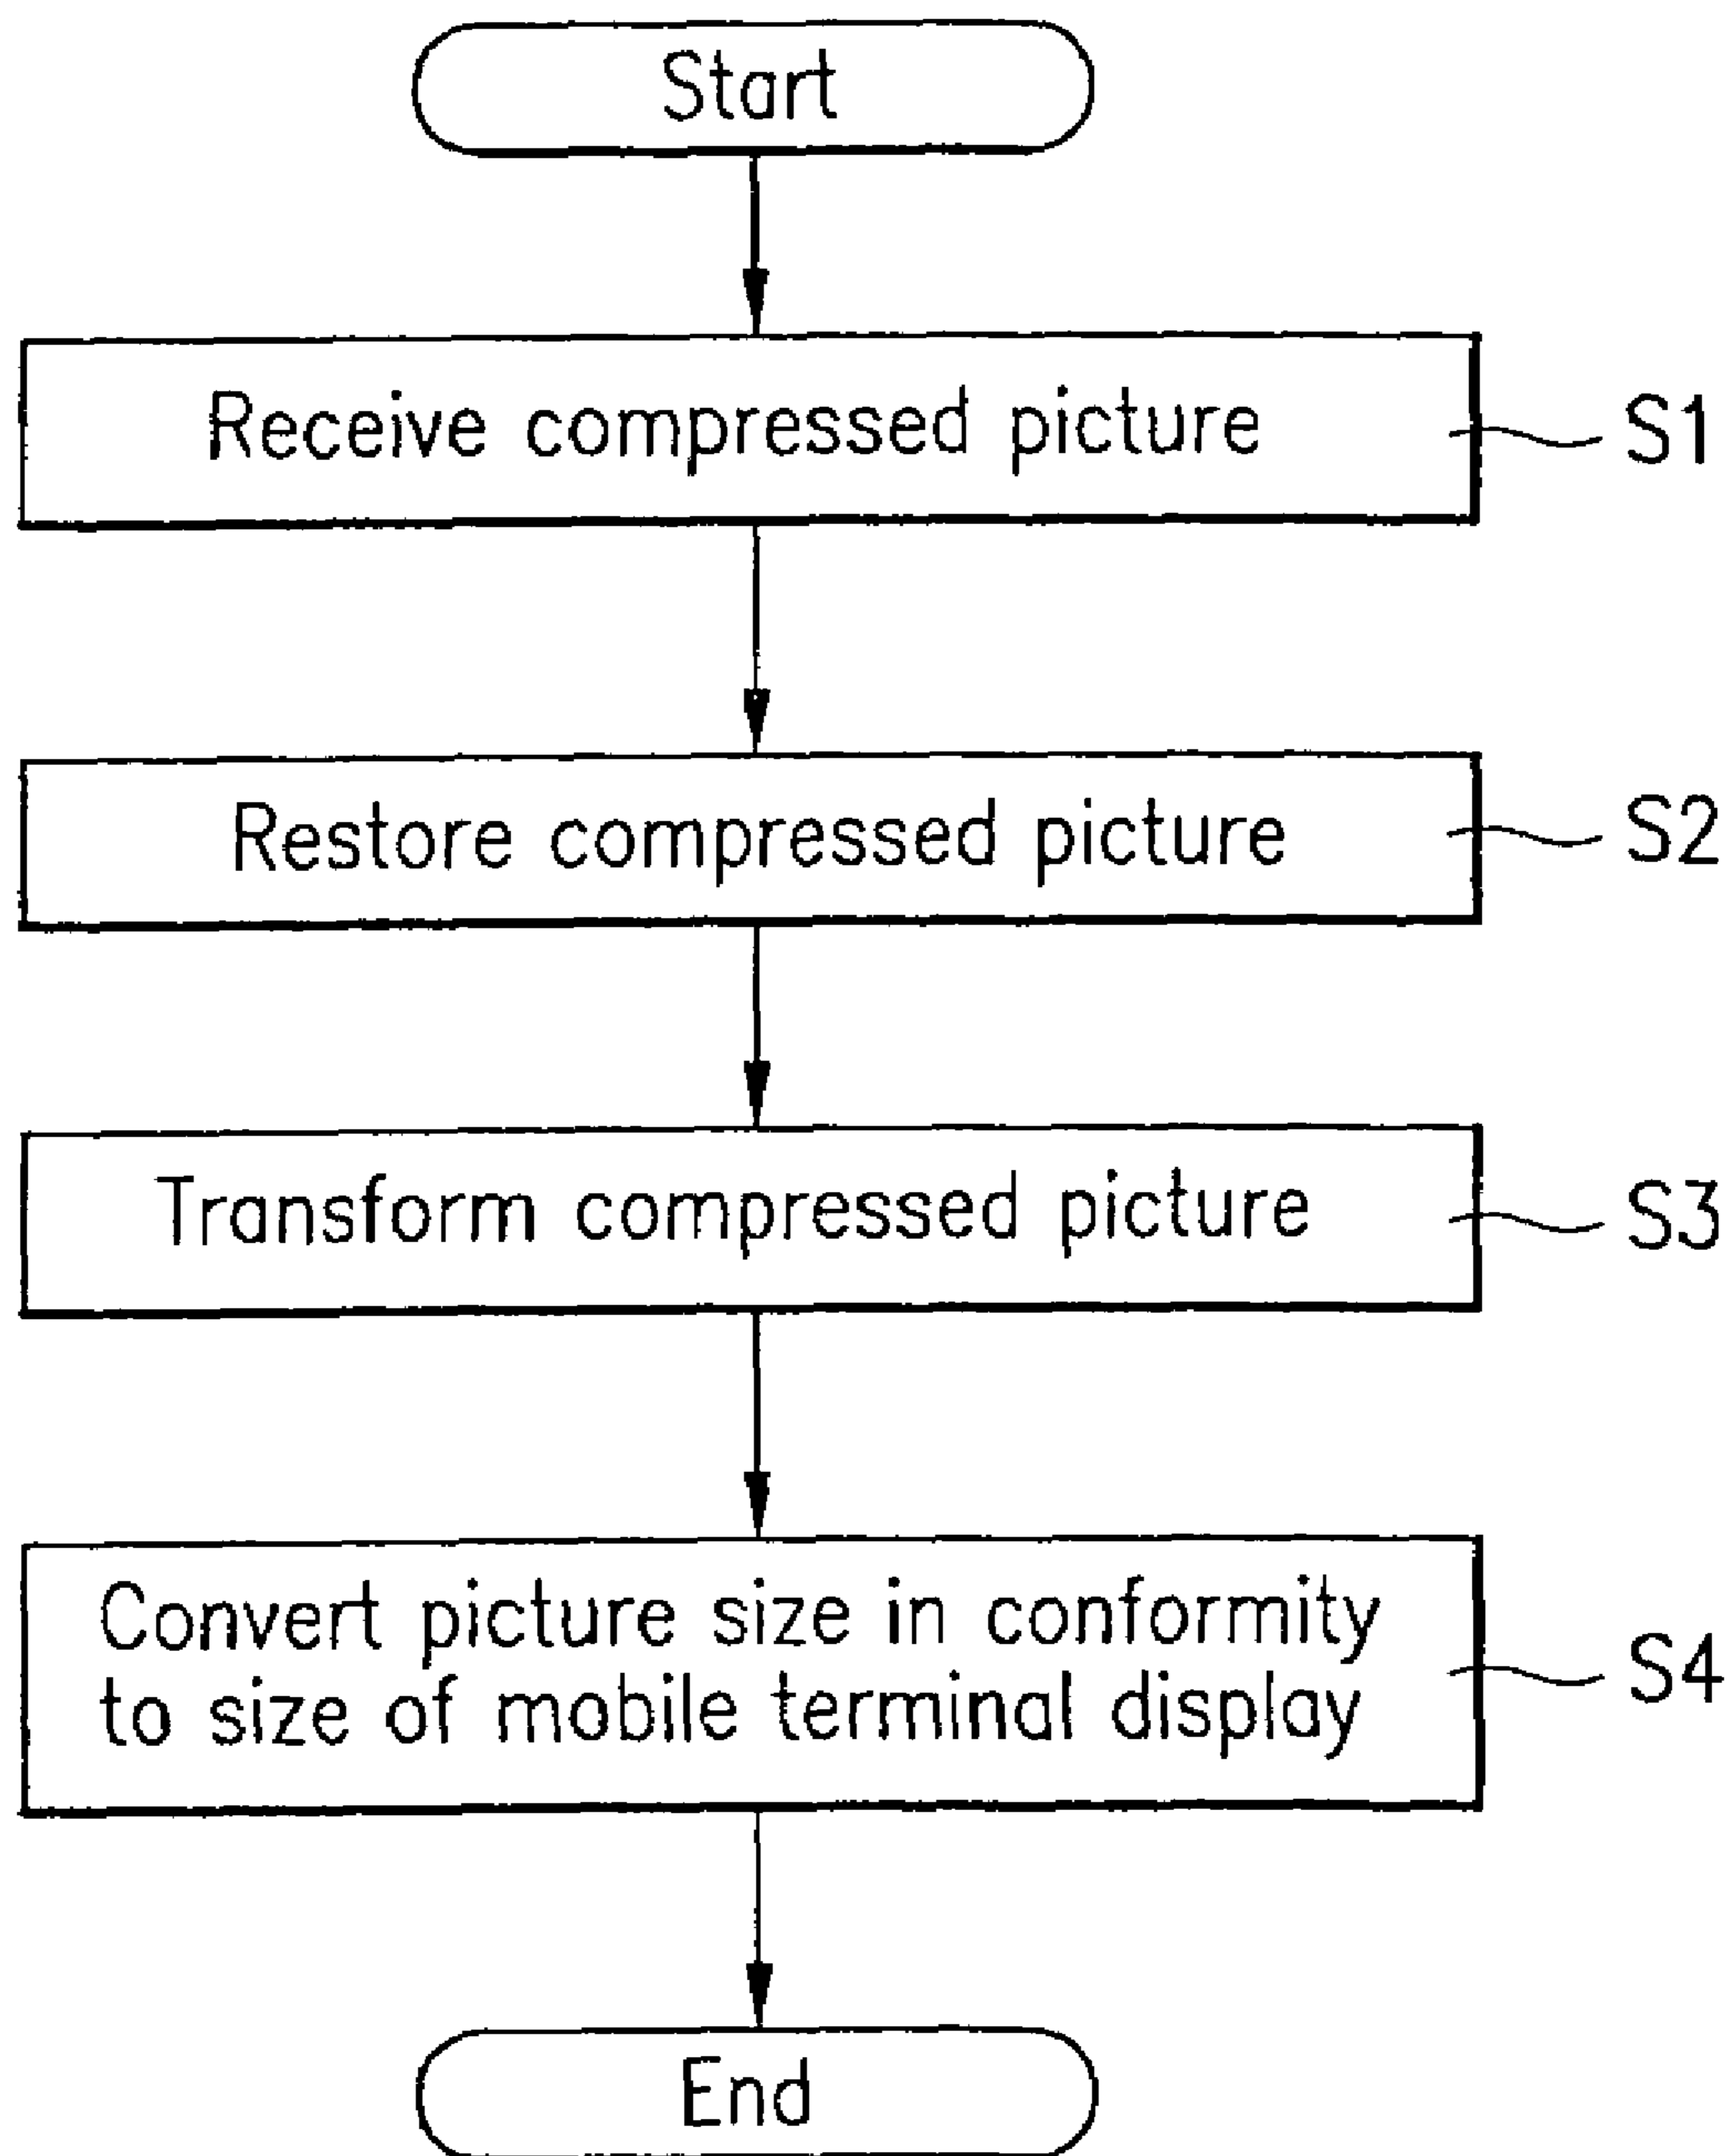 Start
Receive compressed picture
S1
Restore compressed picture
S2
Transform compressed picture
S3
Convert picture size in conformity
to size of mobile terminal display
S4
End